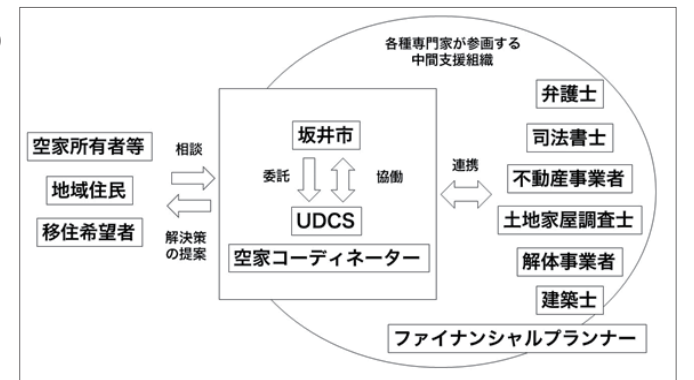 各種専門家が参画する
中間支援組織
空家所有者等
地域住民
移住希望者
相談
解決策
の提案
坂井市
委託
協働
UDCS
空家コーディネーター
連携
弁護士
司法書士
不動産事業者
土地家屋調査士
解体事業者
建築士
ファイナンシャルプランナー